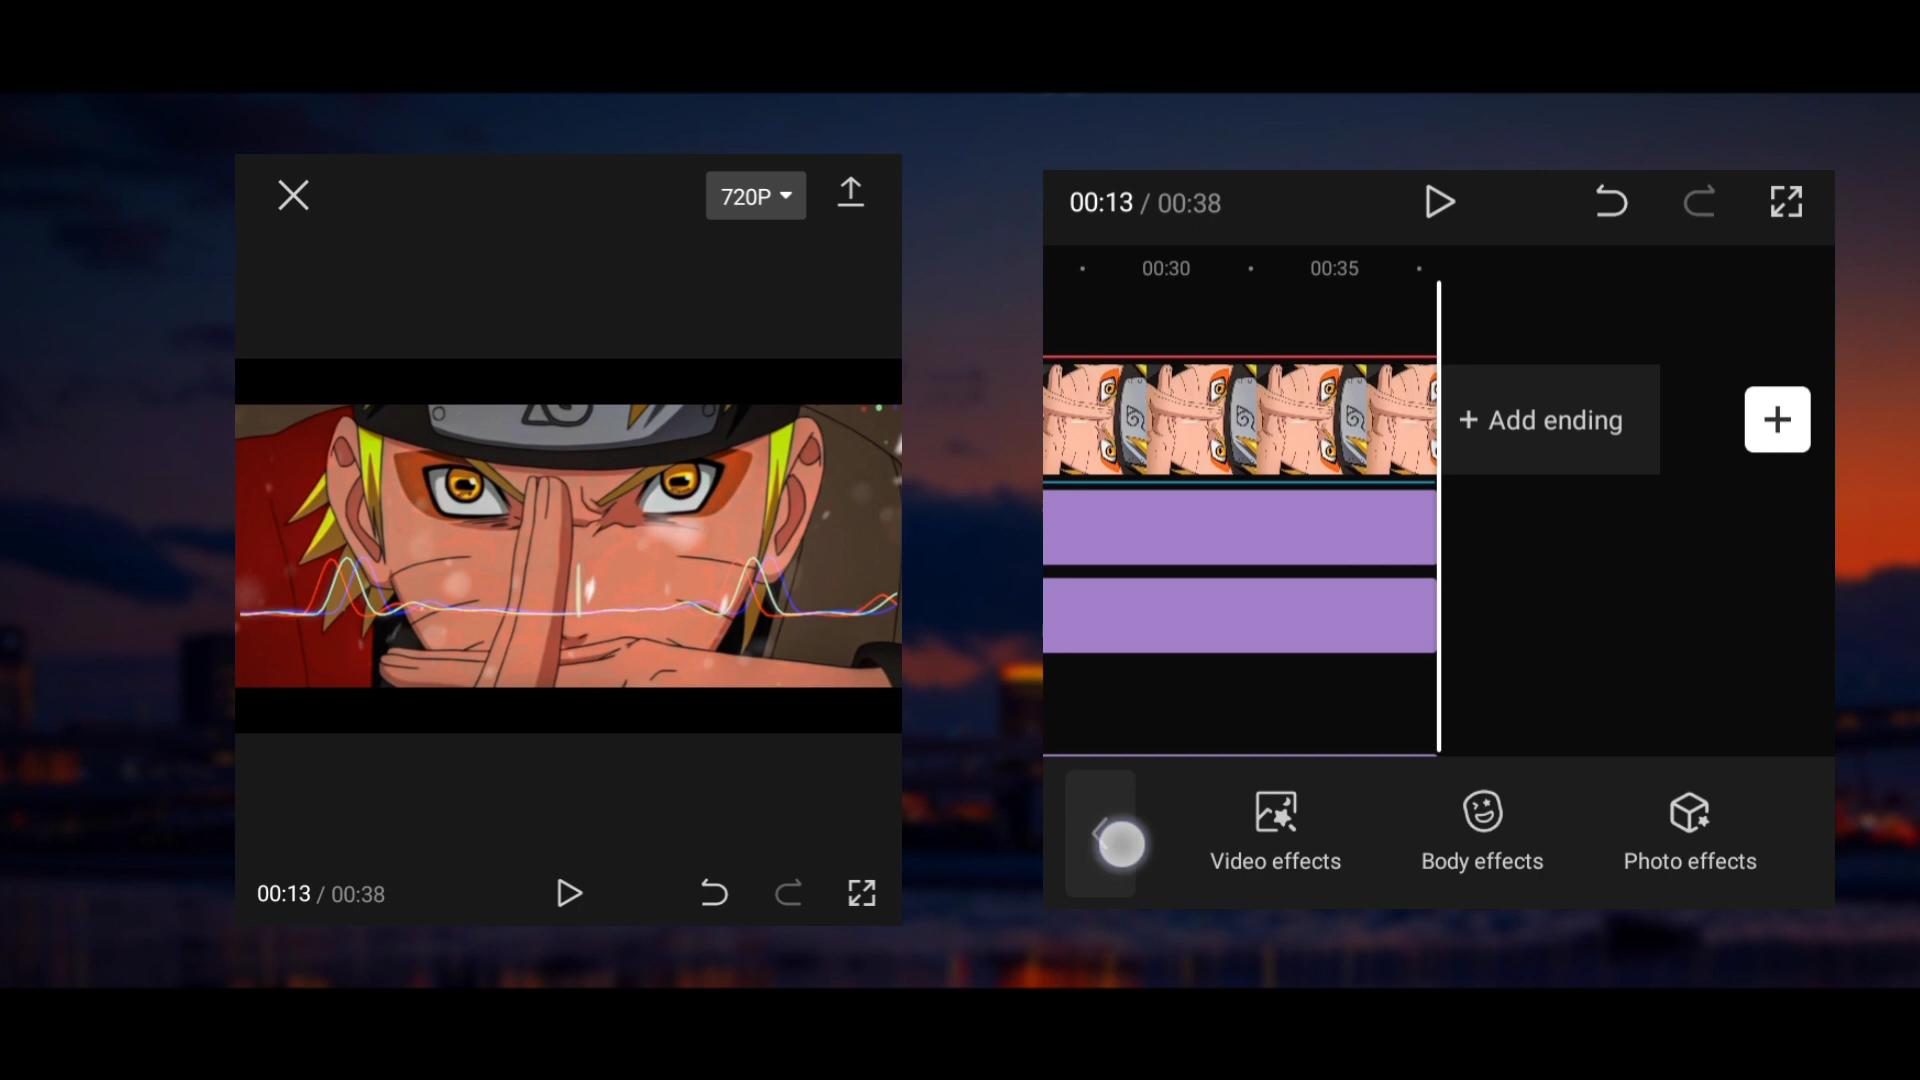 720P
00:13 / 00:38
00:13 / 00:38
00:30
00:35
+ Add ending
Video effects
Body effects
Photo effects